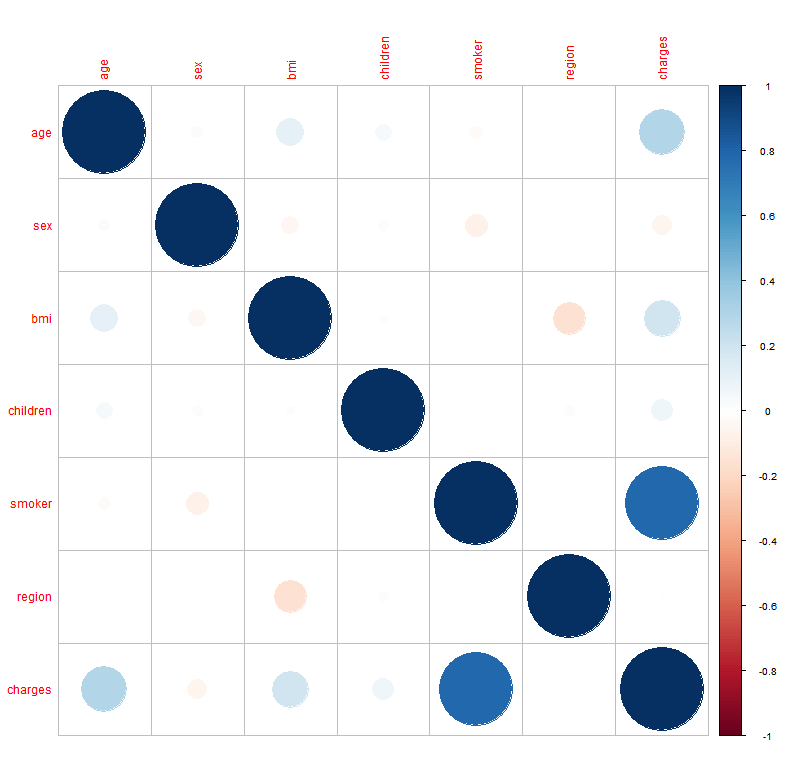 age
sex
bmi
children
smoker
region
charges
age
sex
bmi
children
smoker
region
charges
1
0.8
0.6
0.4
0.2
0
-0.2
-0.4
-0.6
-0.8
-1